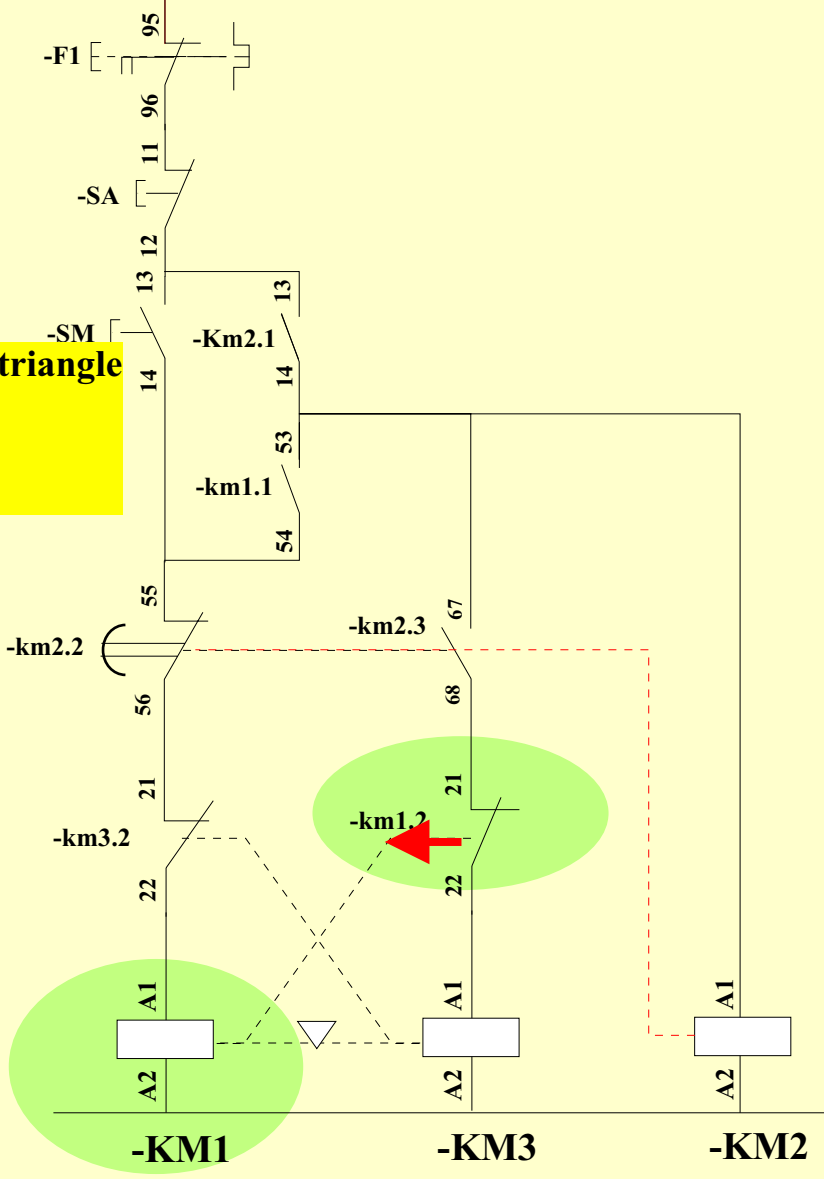 95
-F1
96
11
-SA
12
13
13
-SM
-Km2.1
triangle
14
14
53
-km1.1
54
55
67
-km2.3
-km2.2
56
68
21
21
-km1.2
-km3.2
22
22
A1
A1
A1
A2
A2
A2
-KM1
-KM3
-KM2